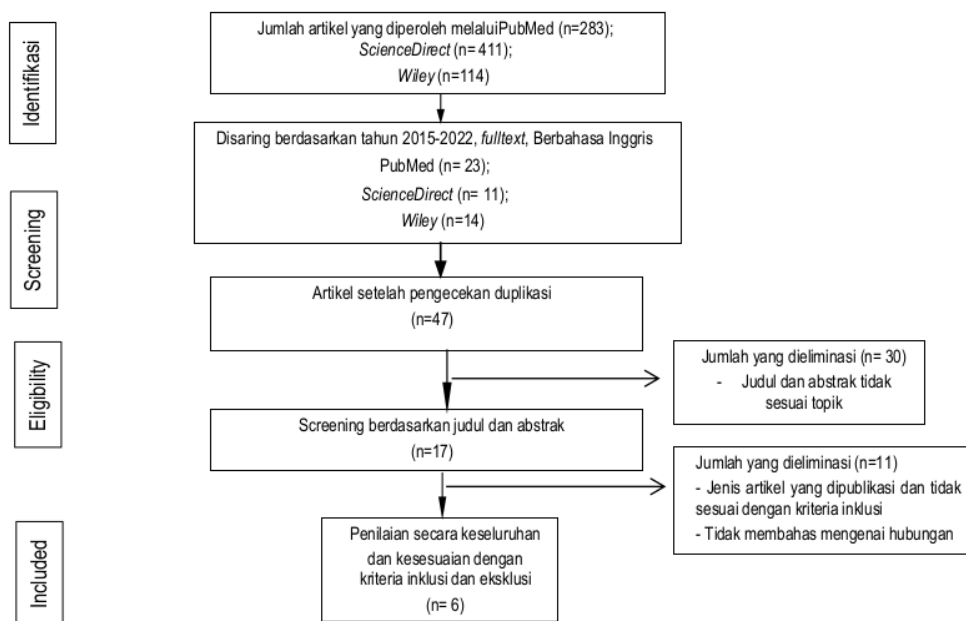 Identifikasi
Jumlah artikel yang diperoleh melaluiPubMed (n=283);
ScienceDirect (n= 411);
Wiley (n=114)
Disaring berdasarkan tahun 2015-2022, fulltext, Berbahasa Inggris
PubMed (n= 23);
ScienceDirect (n= 11);
Wiley (n=14)
Screening
Artikel setelah pengecekan duplikasi
(n=47)
Jumlah yang dieliminasi (n= 30)
- Judul dan abstrak tidak
sesuai topik
Eligibility
Screening berdasarkan judul dan abstrak
(n=17)
Jumlah yang dieliminasi (n=11)
- Jenis artikel yang dipublikasi dan tidak
sesuai dengan kriteria inklusi
- Tidak membahas mengenai hubungan
Included
Penilaian secara keseluruhan
dan kesesuaian dengan
kriteria inklusi dan eksklusi
(n= 6)